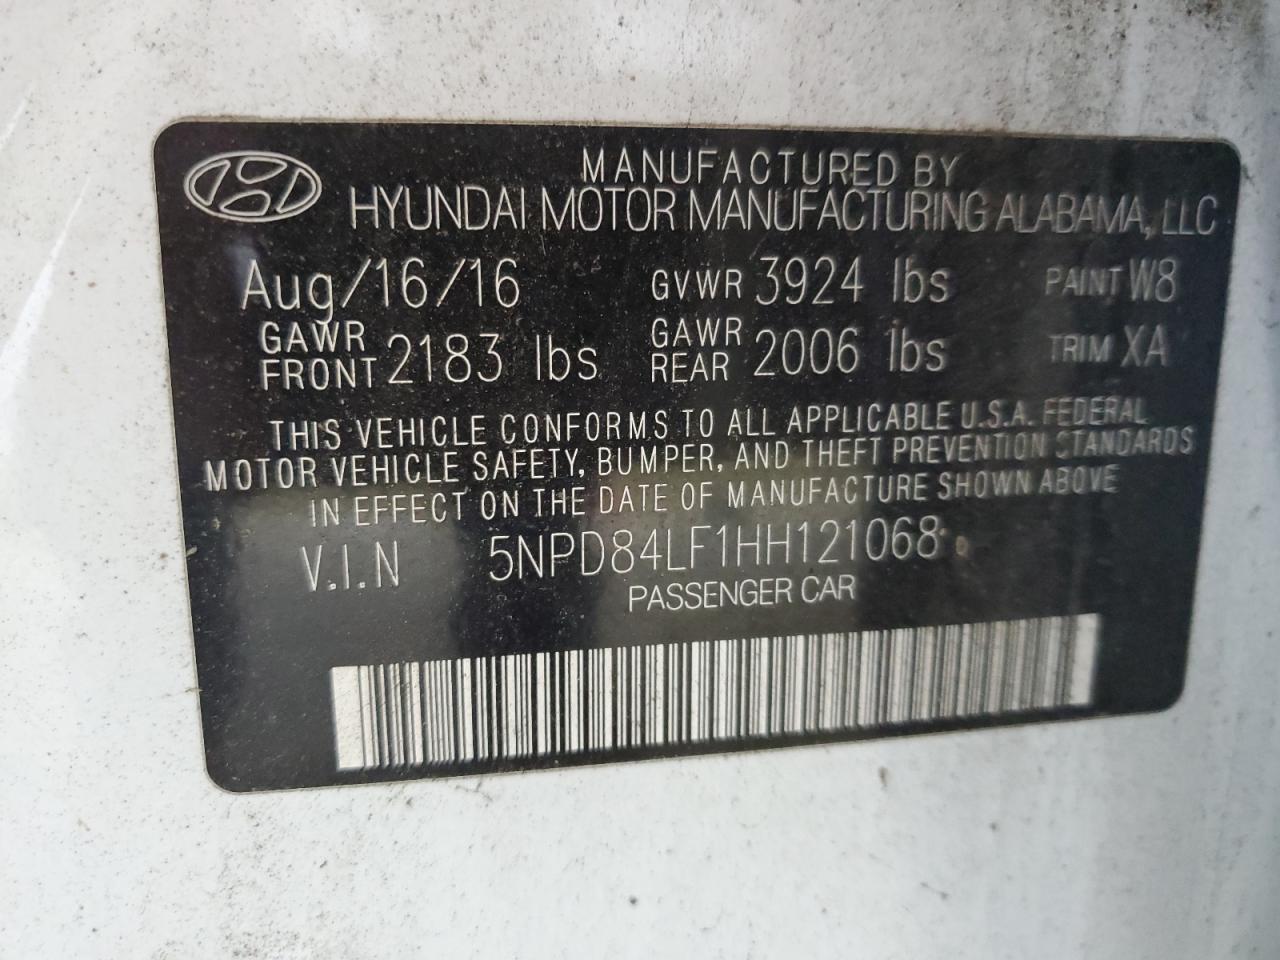 MANUFACTURED BY
HYUNDAI MOTOR MANUFACTURING ALABAMA, LLC
Aug/16/16 GVWR 3924 lbs PAINT W8
GAWR FRONT 2183 lbs GAWR REAR 2006 lbs TRIM XA
THIS VEHICLE CONFORMS TO ALL APPLICABLE U.S.A. FEDERAL
MOTOR VEHICLE SAFETY, BUMPER, AND THEFT PREVENTION STANDARDS
IN EFFECT ON THE DATE OF MANUFACTURE SHOWN ABOVE
V.I.N 5NPD84LF1HH121068
PASSENGER CAR